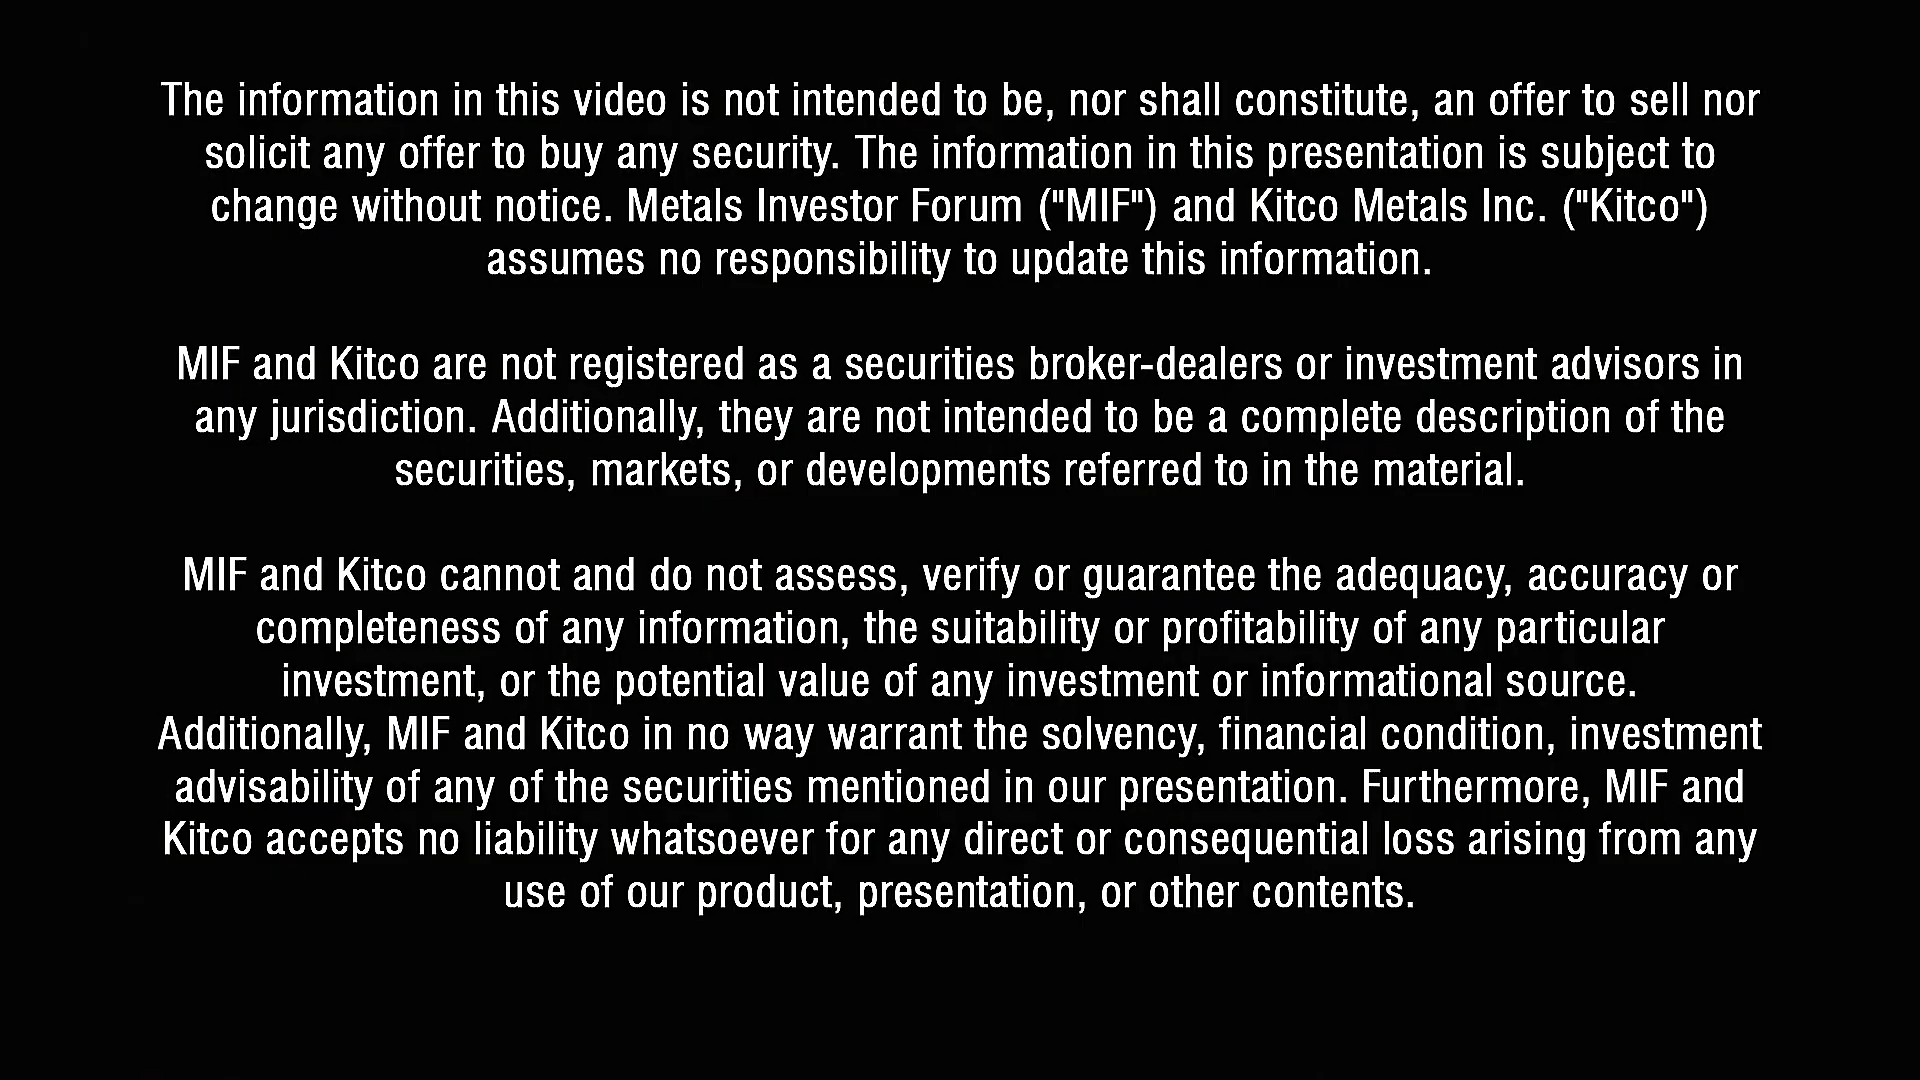 The information in this video is not intended to be, nor shall constitute, an offer to sell nor
solicit any offer to buy any security. The information in this presentation is subject to
change without notice. Metals Investor Forum ("MIF") and Kitco Metals Inc. ("Kitco")
assumes no responsibility to update this information.
MIF and Kitco are not registered as a securities broker-dealers or investment advisors in
any jurisdiction. Additionally, they are not intended to be a complete description of the
securities, markets, or developments referred to in the material.
MIF and Kitco cannot and do not assess, verify or guarantee the adequacy, accuracy or
completeness of any information, the suitability or profitability of any particular
investment, or the potential value of any investment or informational source.
Additionally, MIF and Kitco in no way warrant the solvency, financial condition, investment
advisability of any of the securities mentioned in our presentation. Furthermore, MIF and
Kitco accepts no liability whatsoever for any direct or consequential loss arising from any
use of our product, presentation, or other contents.